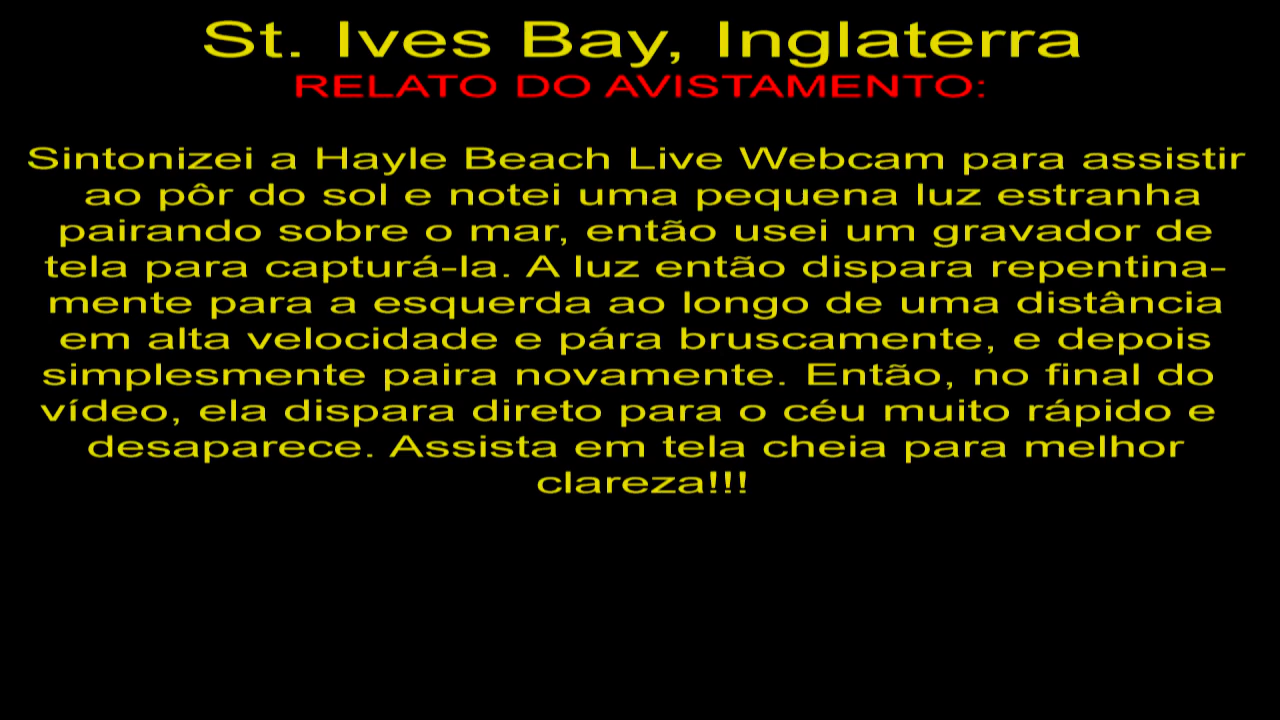 St. Ives Bay, Inglaterra
RELATO DO AVISTAMENTO:
Sintonizei a Hayle Beach Live Webcam para assistir
ao pôr do sol e notei uma pequena luz estranha
pairando sobre o mar, então usei um gravador de
tela para capturá-la. A luz então dispara repentina-
mente para a esquerda ao longo de uma distância
em alta velocidade e pára bruscamente, e depois
simplesmente paira novamente. Então, no final do
vídeo, ela dispara direto para o céu muito rápido e
desaparece. Assista em tela cheia para melhor
clareza!!!